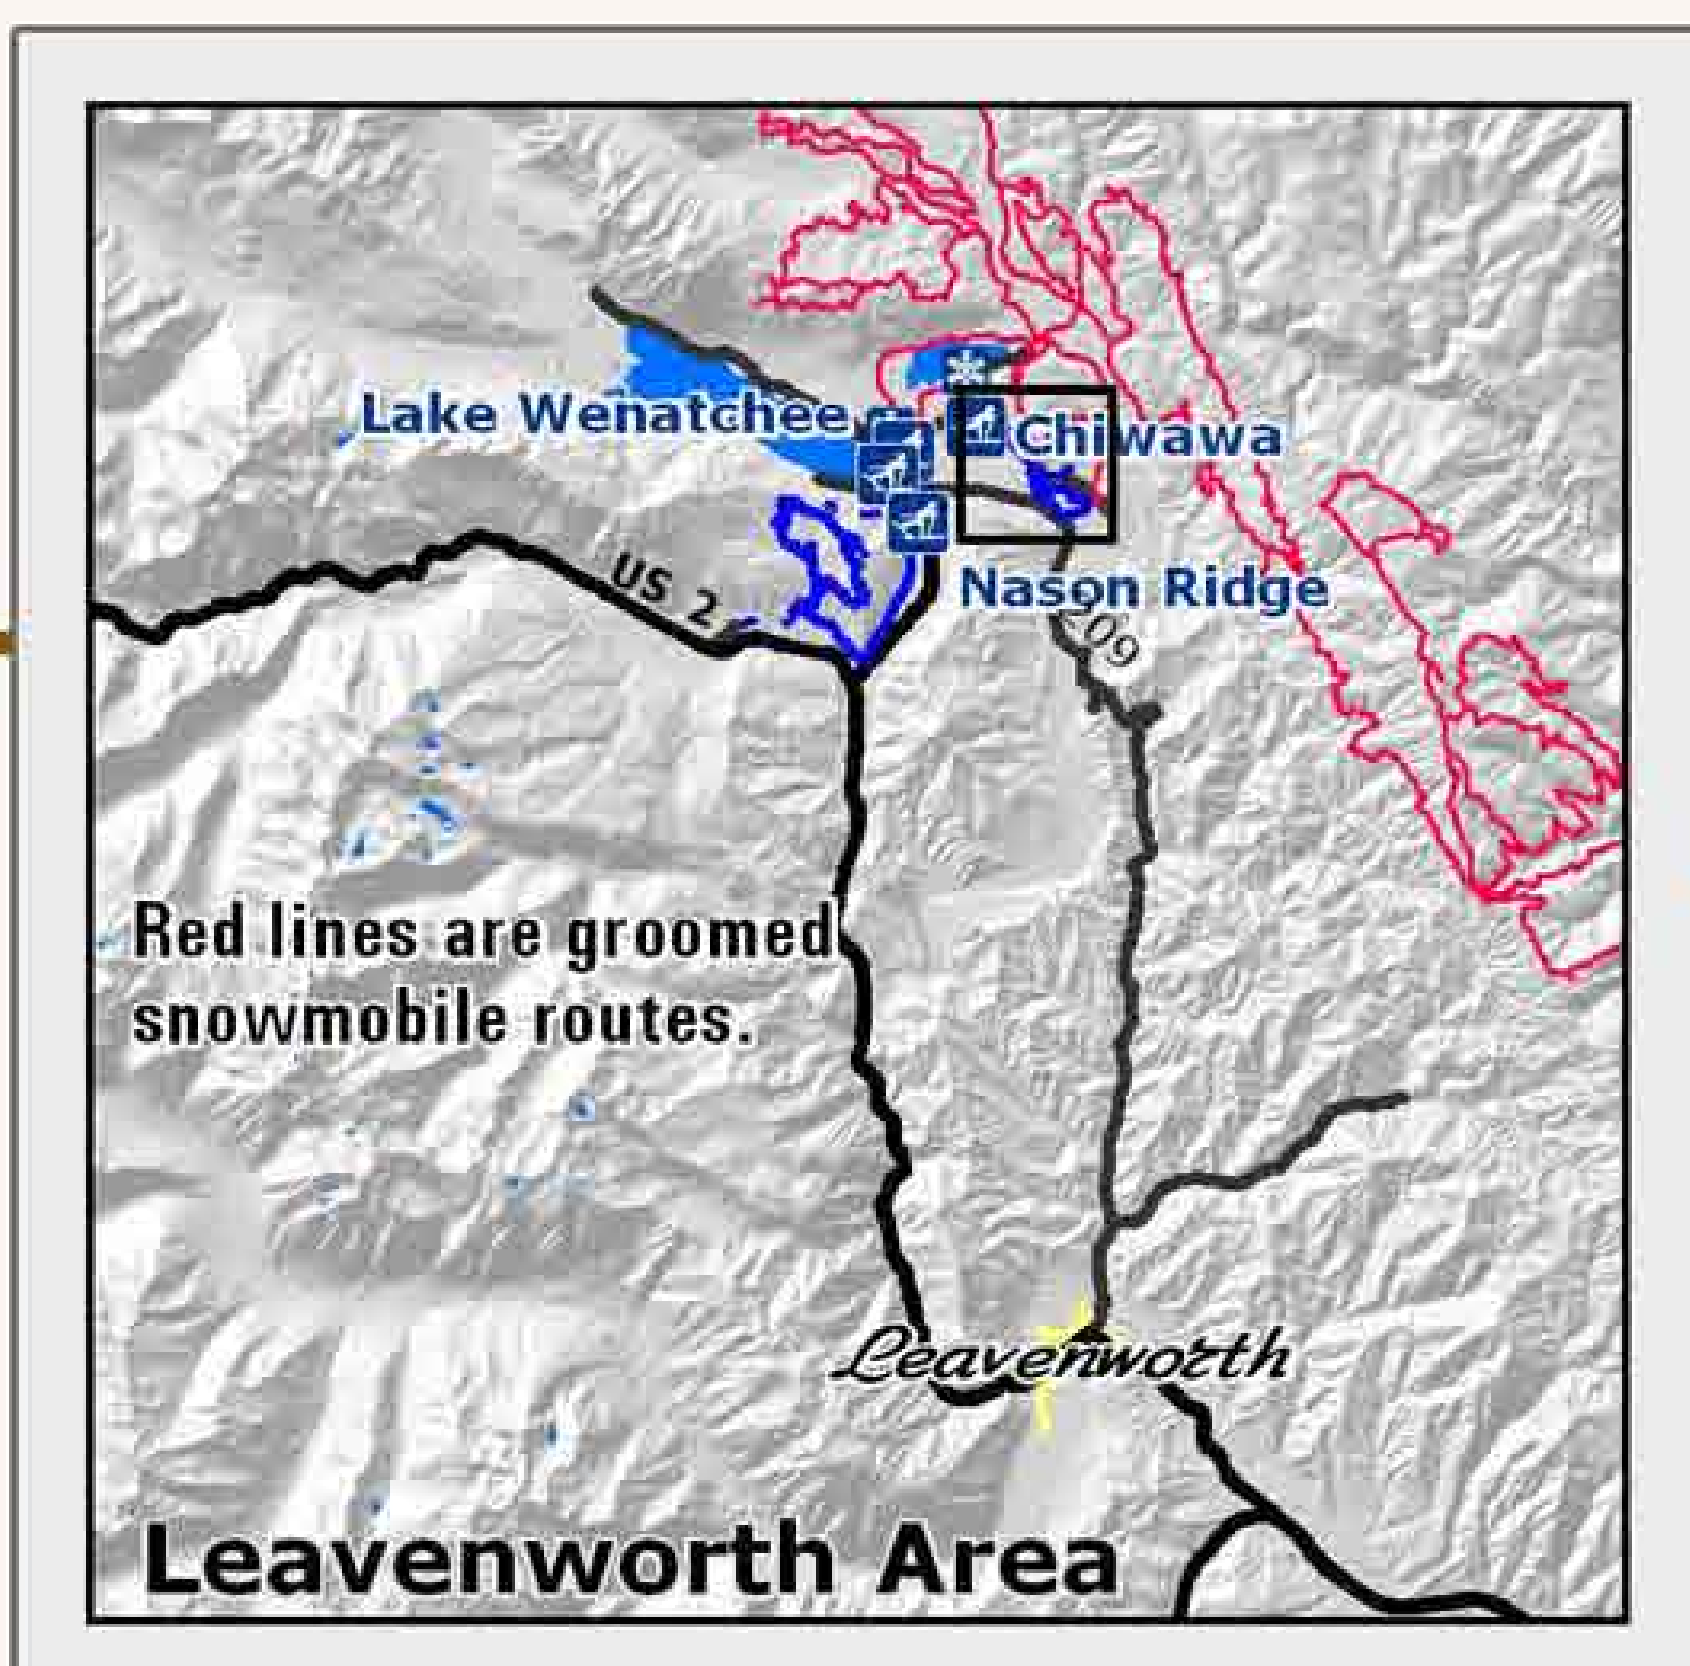 Lake Wenatchee
Chiwawa
US 2
Nason Ridge
209
Red lines are groomed
snowmobile routes.
Leavenworth
Leavenworth Area